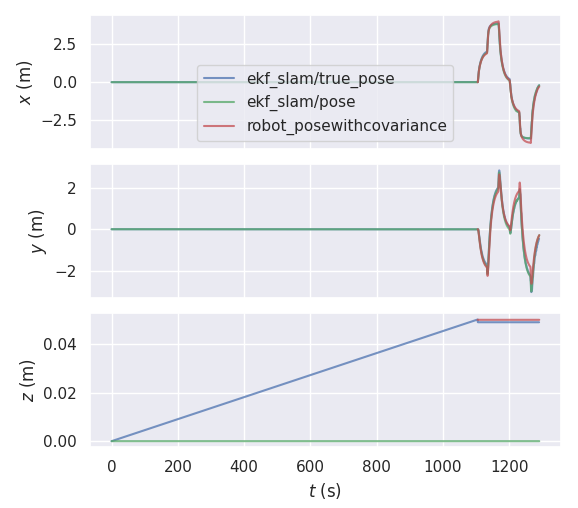 2.5
0.0
−2.5
x (m)
ekf_slam/true_pose
ekf_slam/pose
robot_posewithcovariance
2
0
−2
y (m)
0.04
0.02
0.00
z (m)
0 200 400 600 800 1000 1200
t (s)